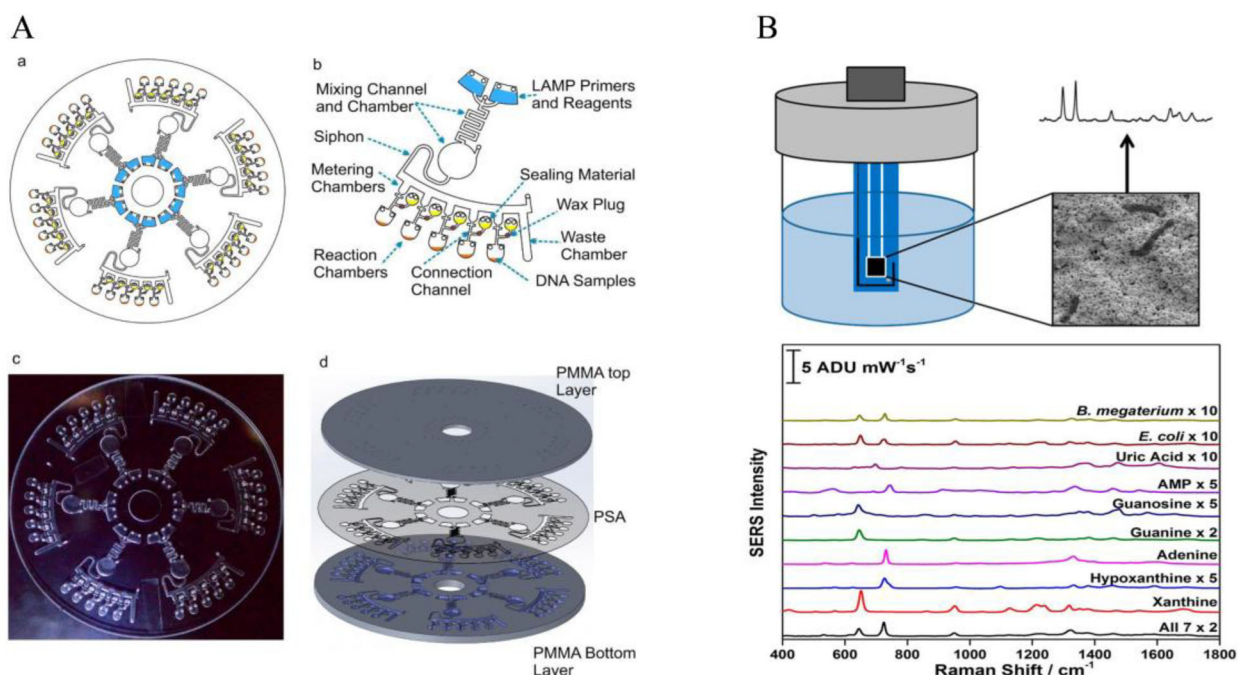 A
a
b
Mixing Channel
and Chamber
LAMP Primers
and Reagents
Siphon
Metering
Chambers
Sealing Material
Wax Plug
Reaction
Chambers
Connection
Channel
Waste
Chamber
DNA Samples
c
d
PMMA top
Layer
PSA
PMMA Bottom
Layer
B
5 ADU mW⁻¹s⁻¹
SERS Intensity
B. megaterium x 10
E. coli x 10
Uric Acid x 10
AMP x 5
Guanosine x 5
Guanine x 2
Adenine
Hypoxanthine x 5
Xanthine
All 7 x 2
400 600 800 1000 1200 1400 1600 1800
Raman Shift / cm⁻¹